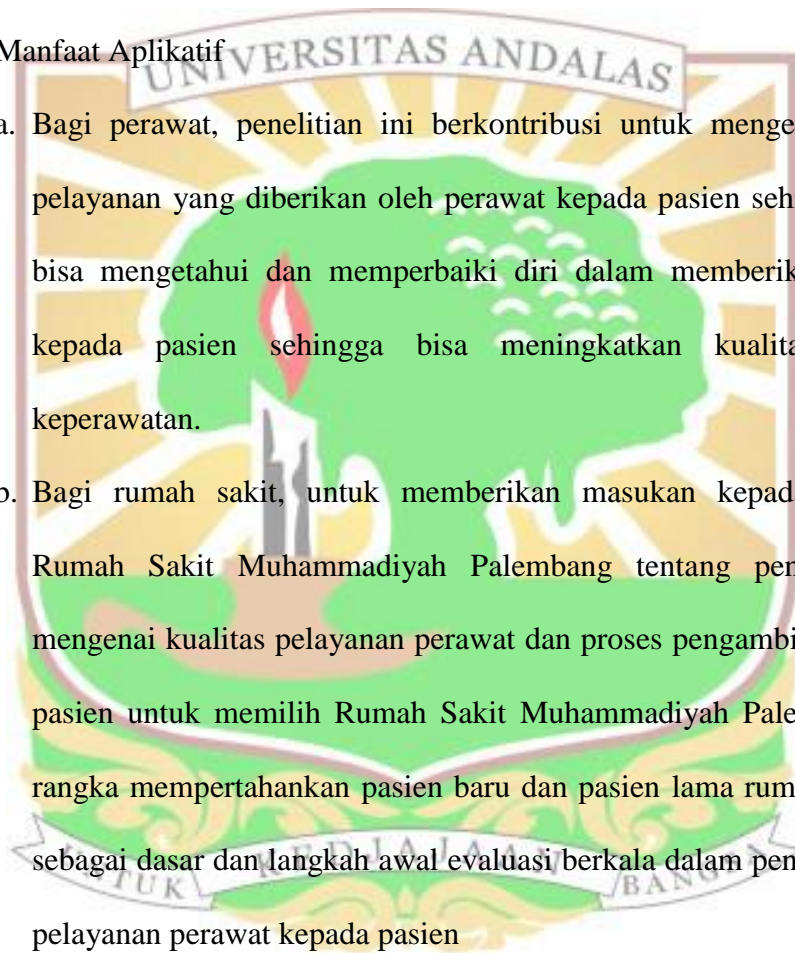 Manfaat Aplikatif
UNIVERSITAS ANDALAS
a. Bagi perawat, penelitian ini berkontribusi untuk menge
pelayanan yang diberikan oleh perawat kepada pasien seh
bisa mengetahui dan memperbaiki diri dalam memberik
kepada pasien sehingga bisa meningkatkan kualita
keperawatan.
b. Bagi rumah sakit, untuk memberikan masukan kepad
Rumah Sakit Muhammadiyah Palembang tentang pen
mengenai kualitas pelayanan perawat dan proses pengambi
pasien untuk memilih Rumah Sakit Muhammadiyah Pale
rangka mempertahankan pasien baru dan pasien lama rum
sebagai dasar dan langkah awal evaluasi berkala dalam pen
UNTUK KEDJAJAAN BANGSA
pelayanan perawat kepada pasien